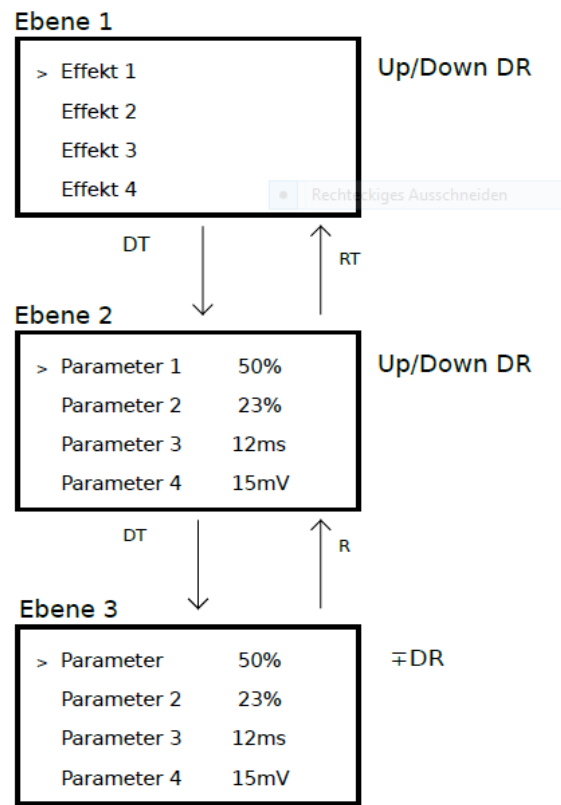 Ebene 1
> Effekt 1
Up/Down DR
Effekt 2
Effekt 3
Effekt 4
Rechteckiges Ausschneiden
DT
RT
Ebene 2
> Parameter 1 50%
Up/Down DR
Parameter 2 23%
Parameter 3 12ms
Parameter 4 15mV
DT
R
Ebene 3
> Parameter 50%
∓DR
Parameter 2 23%
Parameter 3 12ms
Parameter 4 15mV